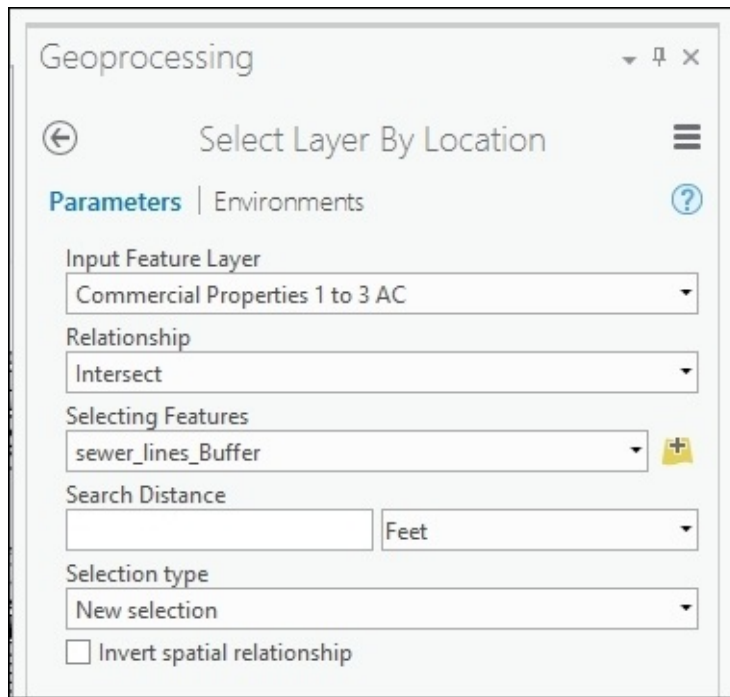 Geoprocessing
Select Layer By Location
Parameters | Environments
Input Feature Layer
Commercial Properties 1 to 3 AC
Relationship
Intersect
Selecting Features
sewer_lines_Buffer
Search Distance
Feet
Selection type
New selection
Invert spatial relationship